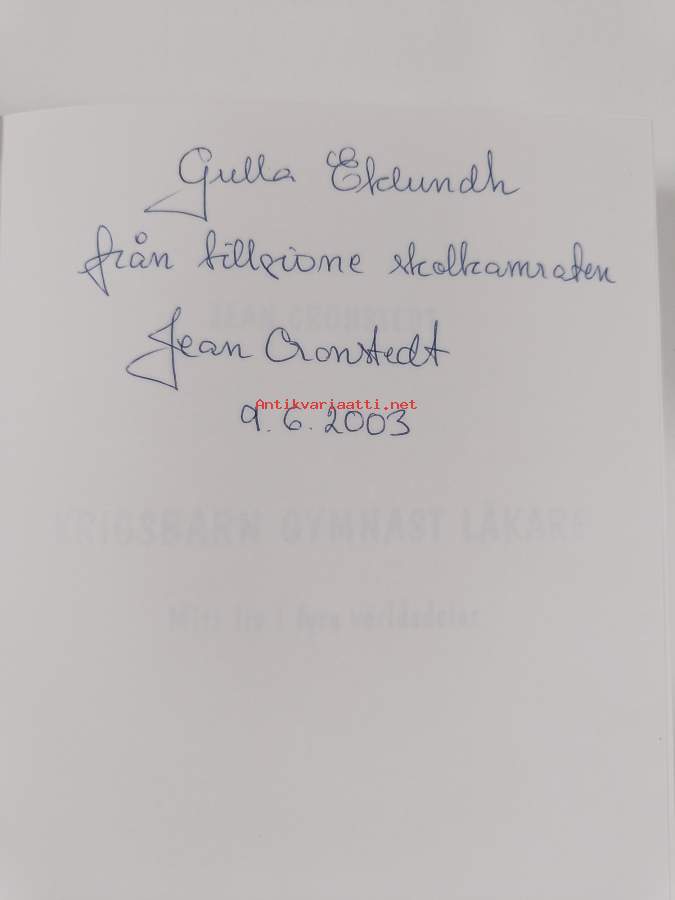 Gulla Eklundh
från tillgivne skolkamraten
JEAN CRONSTEDT
Jean Cronstedt
Antikvariaatti.net
9.6.2003
KRIGSBARN GYMNAST LÄKARE
Mitt liv i fyra världsdelar